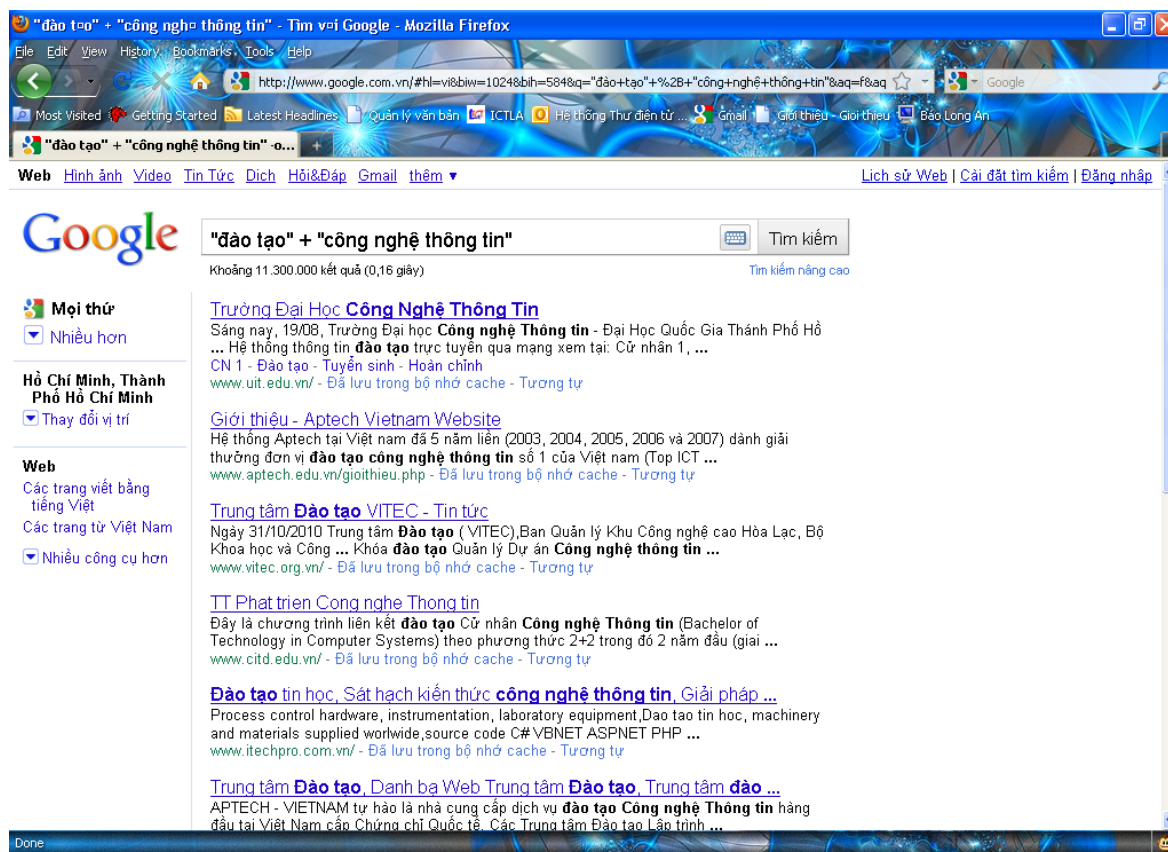 "đào t¤o" + "công ngh¤ thông tin" - Tìm v¤i Google - Mozilla Firefox
File Edit View History Bookmarks Tools Help
http://www.google.com.vn/#hl=vi&biw=1024&bih=584&q="đào+tạo"+%2B+"công+nghệ+thông+tin"&aq=f&aq Google
Most Visited Getting Started Latest Headlines Quản lý văn bản ICTLA Hệ thống Thư điện tử ... Gmail Giới thiệu - Gioi thieu Báo Long An
"đào tạo" + "công nghệ thông tin" -o... +
Web Hình ảnh Video Tin Tức Dịch Hỏi&Đáp Gmail thêm ▼ Lịch sử Web | Cài đặt tìm kiếm | Đăng nhập
Google "đào tạo" + "công nghệ thông tin" Tìm kiếm
Khoảng 11.300.000 kết quả (0,16 giây) Tìm kiếm nâng cao
Mọi thứ
Nhiều hơn
Hồ Chí Minh, Thành
Phố Hồ Chí Minh
Thay đổi vị trí
Web
Các trang viết bằng
tiếng Việt
Các trang từ Việt Nam
Nhiều công cụ hơn
Trường Đại Học Công Nghệ Thông Tin
Sáng nay, 19/08, Trường Đại học Công nghệ Thông tin - Đại Học Quốc Gia Thành Phố Hồ
... Hệ thống thông tin đào tạo trực tuyến qua mạng xem tại: Cử nhân 1, ...
CN 1 - Đào tạo - Tuyển sinh - Hoàn chỉnh
www.uit.edu.vn/ - Đã lưu trong bộ nhớ cache - Tương tự
Giới thiệu - Aptech Vietnam Website
Hệ thống Aptech tại Việt nam đã 5 năm liền (2003, 2004, 2005, 2006 và 2007) dành giải
thưởng đơn vị đào tạo công nghệ thông tin số 1 của Việt nam (Top ICT ...
www.aptech.edu.vn/gioithieu.php - Đã lưu trong bộ nhớ cache - Tương tự
Trung tâm Đào tạo VITEC - Tin tức
Ngày 31/10/2010 Trung tâm Đào tạo ( VITEC),Ban Quản lý Khu Công nghệ cao Hòa Lạc, Bộ
Khoa học và Công ... Khóa đào tạo Quản lý Dự án Công nghệ thông tin ...
www.vitec.org.vn/ - Đã lưu trong bộ nhớ cache - Tương tự
TT Phat trien Cong nghe Thong tin
Đây là chương trình liên kết đào tạo Cử nhân Công nghệ Thông tin (Bachelor of
Technology in Computer Systems) theo phương thức 2+2 trong đó 2 năm đầu (giai ...
www.citd.edu.vn/ - Đã lưu trong bộ nhớ cache - Tương tự
Đào tạo tin học, Sát hạch kiến thức công nghệ thông tin, Giải pháp ...
Process control hardware, instrumentation, laboratory equipment,Dao tao tin hoc, machinery
and materials supplied worlwide,source code C# VBNET ASPNET PHP ...
www.itechpro.com.vn/ - Đã lưu trong bộ nhớ cache - Tương tự
Trung tâm Đào tạo, Danh bạ Web Trung tâm Đào tạo, Trung tâm đào ...
APTECH - VIETNAM tự hào là nhà cung cấp dịch vụ đào tạo Công nghệ Thông tin hàng
đầu tại Việt Nam cấp Chứng chỉ Quốc tế. Các Trung tâm Đào tạo Lập trình ...
Done